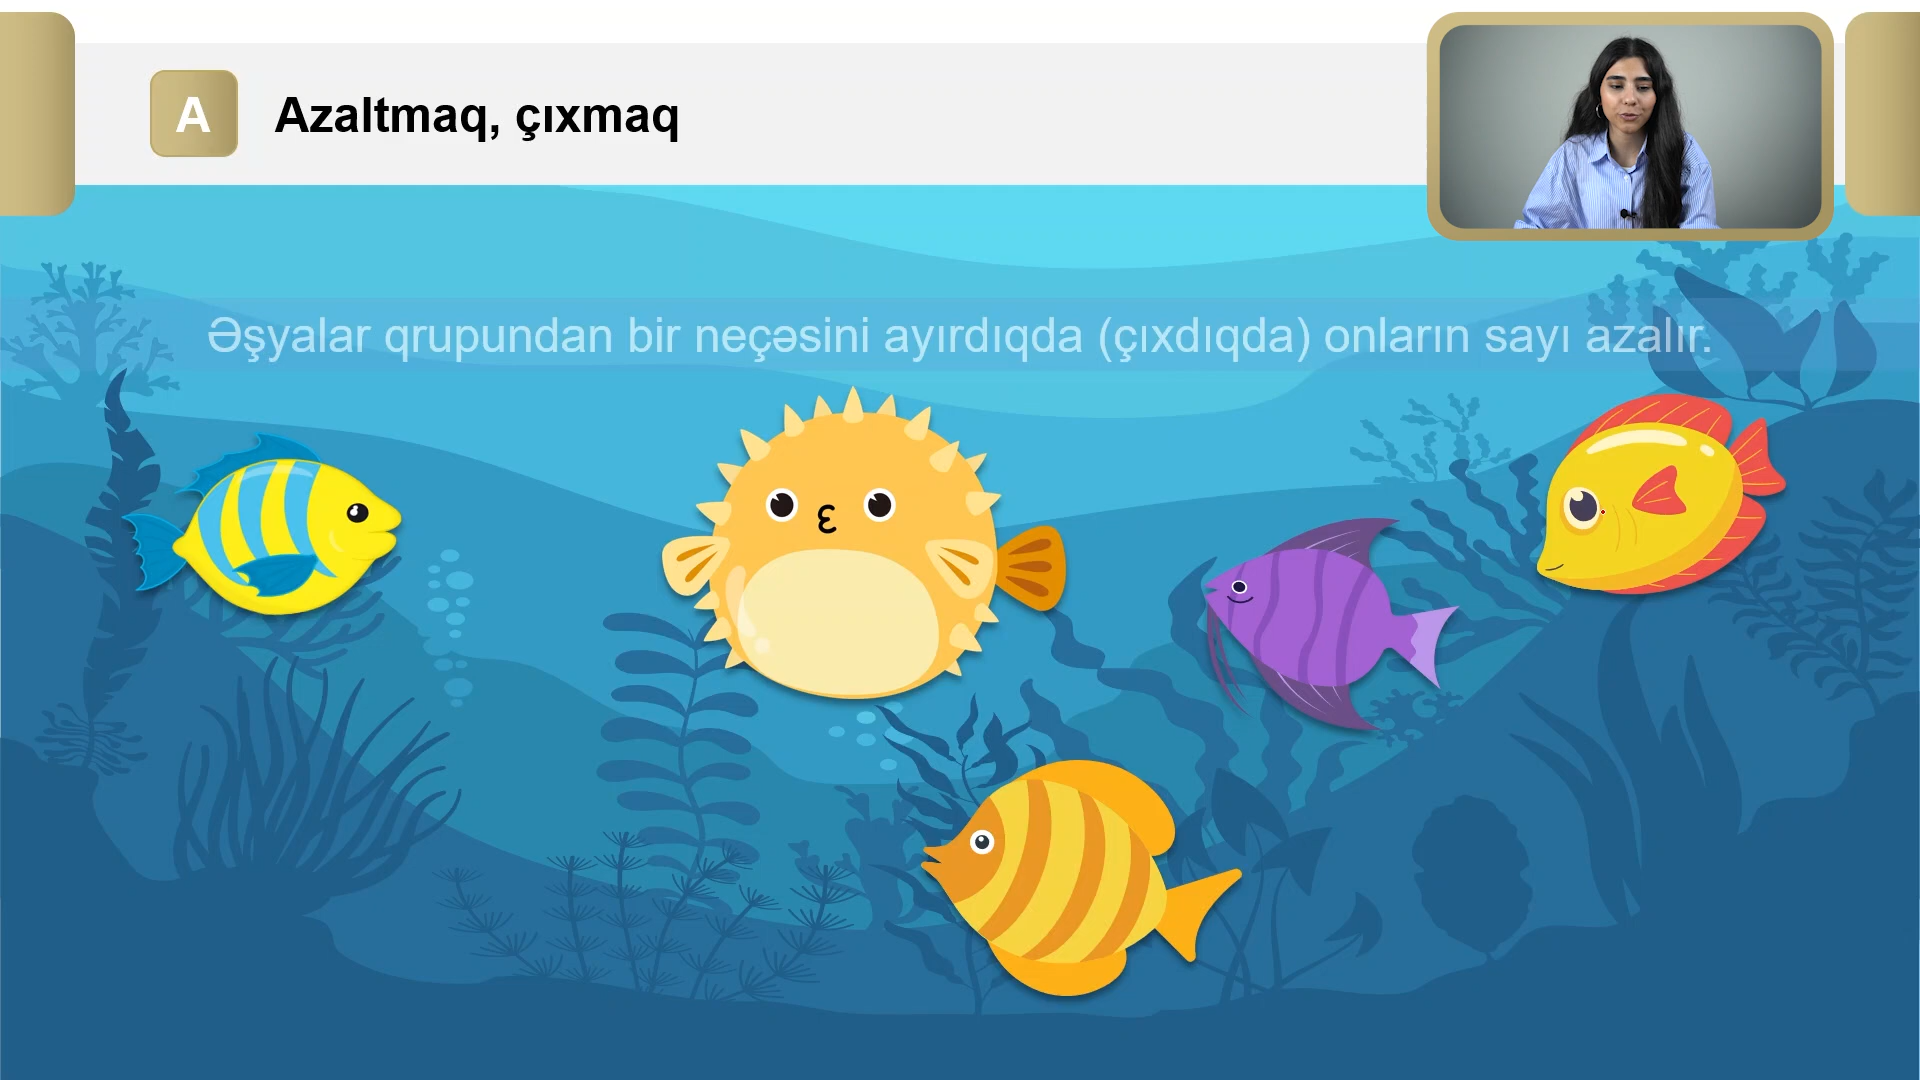 A
Azaltmaq, çıxmaq
Əşyalar qrupundan bir neçəsini ayırdıqda (çıxdıqda) onların sayı azalır.